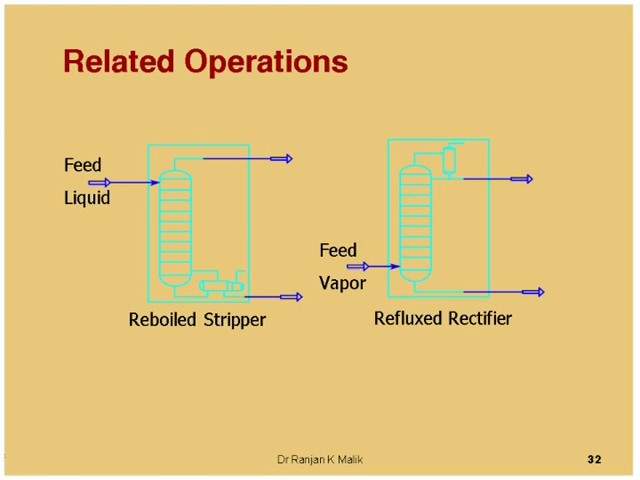 Related Operations
Feed
Liquid
Feed
Vapor
Reboiled Stripper
Refluxed Rectifier
Dr Ranjan K Malik
32